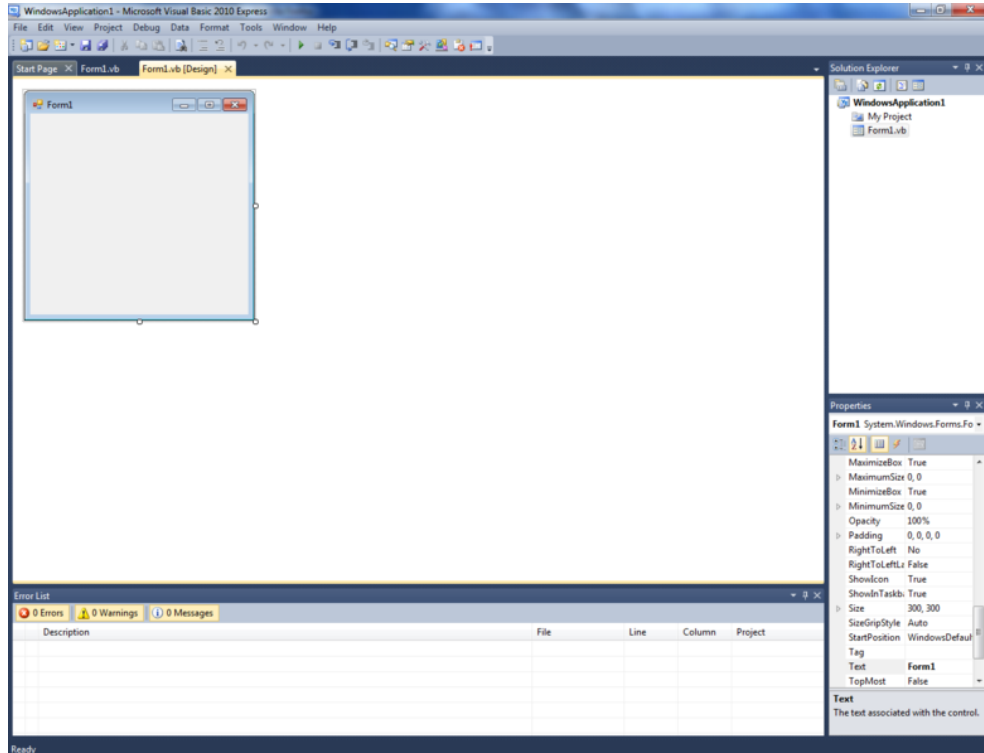 WindowsApplication1 - Microsoft Visual Basic 2010 Express
File Edit View Project Debug Data Format Tools Window Help
Start Page Form1.vb Form1.vb [Design]
Form1
Solution Explorer
WindowsApplication1
My Project
Form1.vb
Properties
Form1 System.Windows.Forms.Fo
MaximizeBox True
MaximumSize 0, 0
MinimizeBox True
MinimumSize 0, 0
Opacity 100%
Padding 0, 0, 0, 0
RightToLeft No
RightToLeftLa False
ShowIcon True
ShowInTaskba True
Size 300, 300
SizeGripStyle Auto
StartPosition WindowsDefaul
Tag
Text Form1
TopMost False
Text
The text associated with the control.
Error List
0 Errors 0 Warnings 0 Messages
Description File Line Column Project
Ready